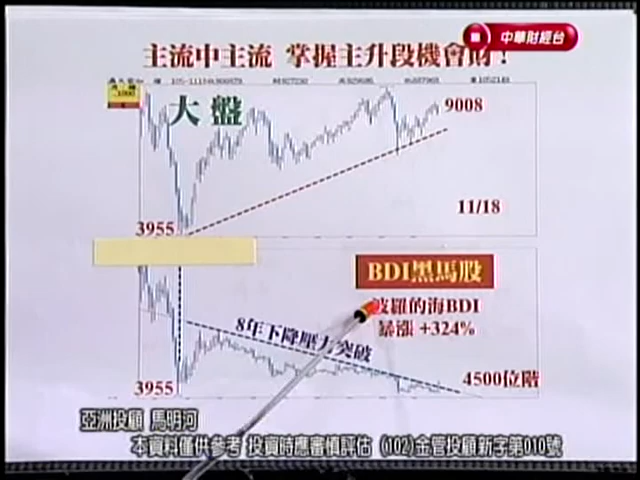 中華財經台
主流中主流 掌握主升段機會財!
大盤
9008
11/18
3955
BDI黑馬股
波羅的海BDI
暴漲 +324%
8年下降壓力突破
4500位階
3955
亞洲投顧 馬明河
本資料僅供參考 投資時應審慎評估 (102)金管投顧新字第010號